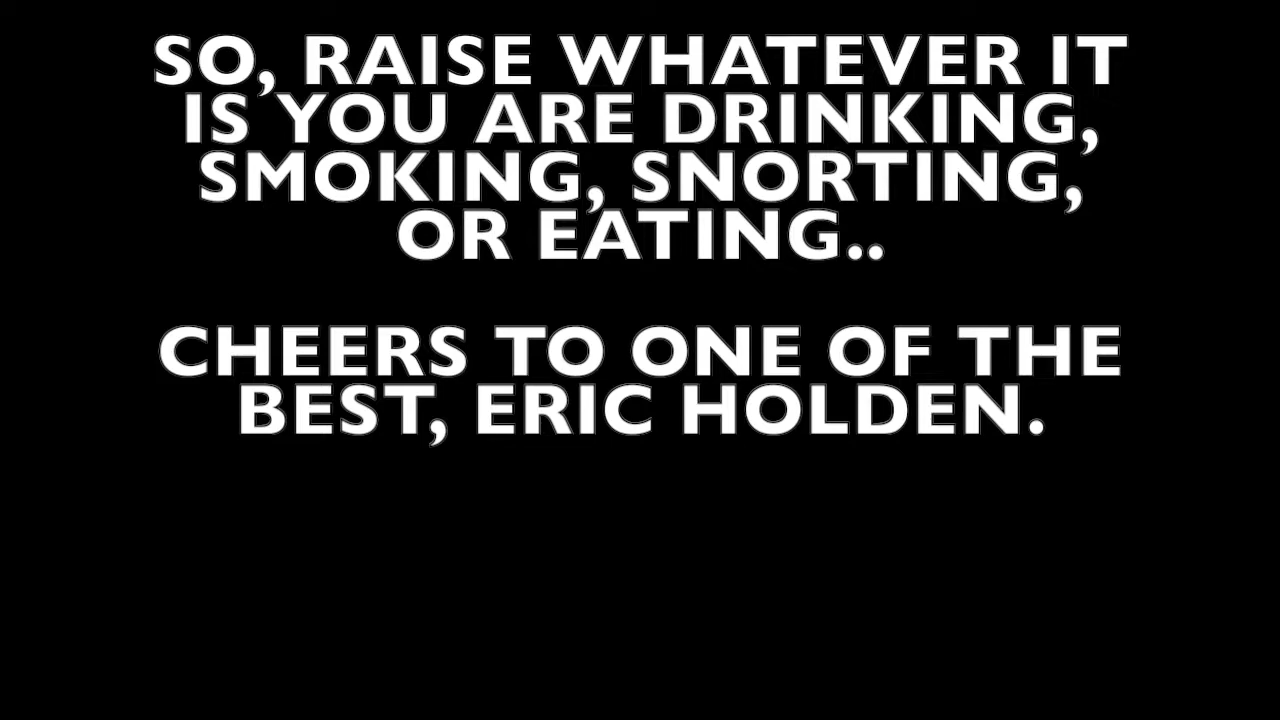 SO, RAISE WHATEVER IT
IS YOU ARE DRINKING,
SMOKING, SNORTING,
OR EATING..
CHEERS TO ONE OF THE
BEST, ERIC HOLDEN.